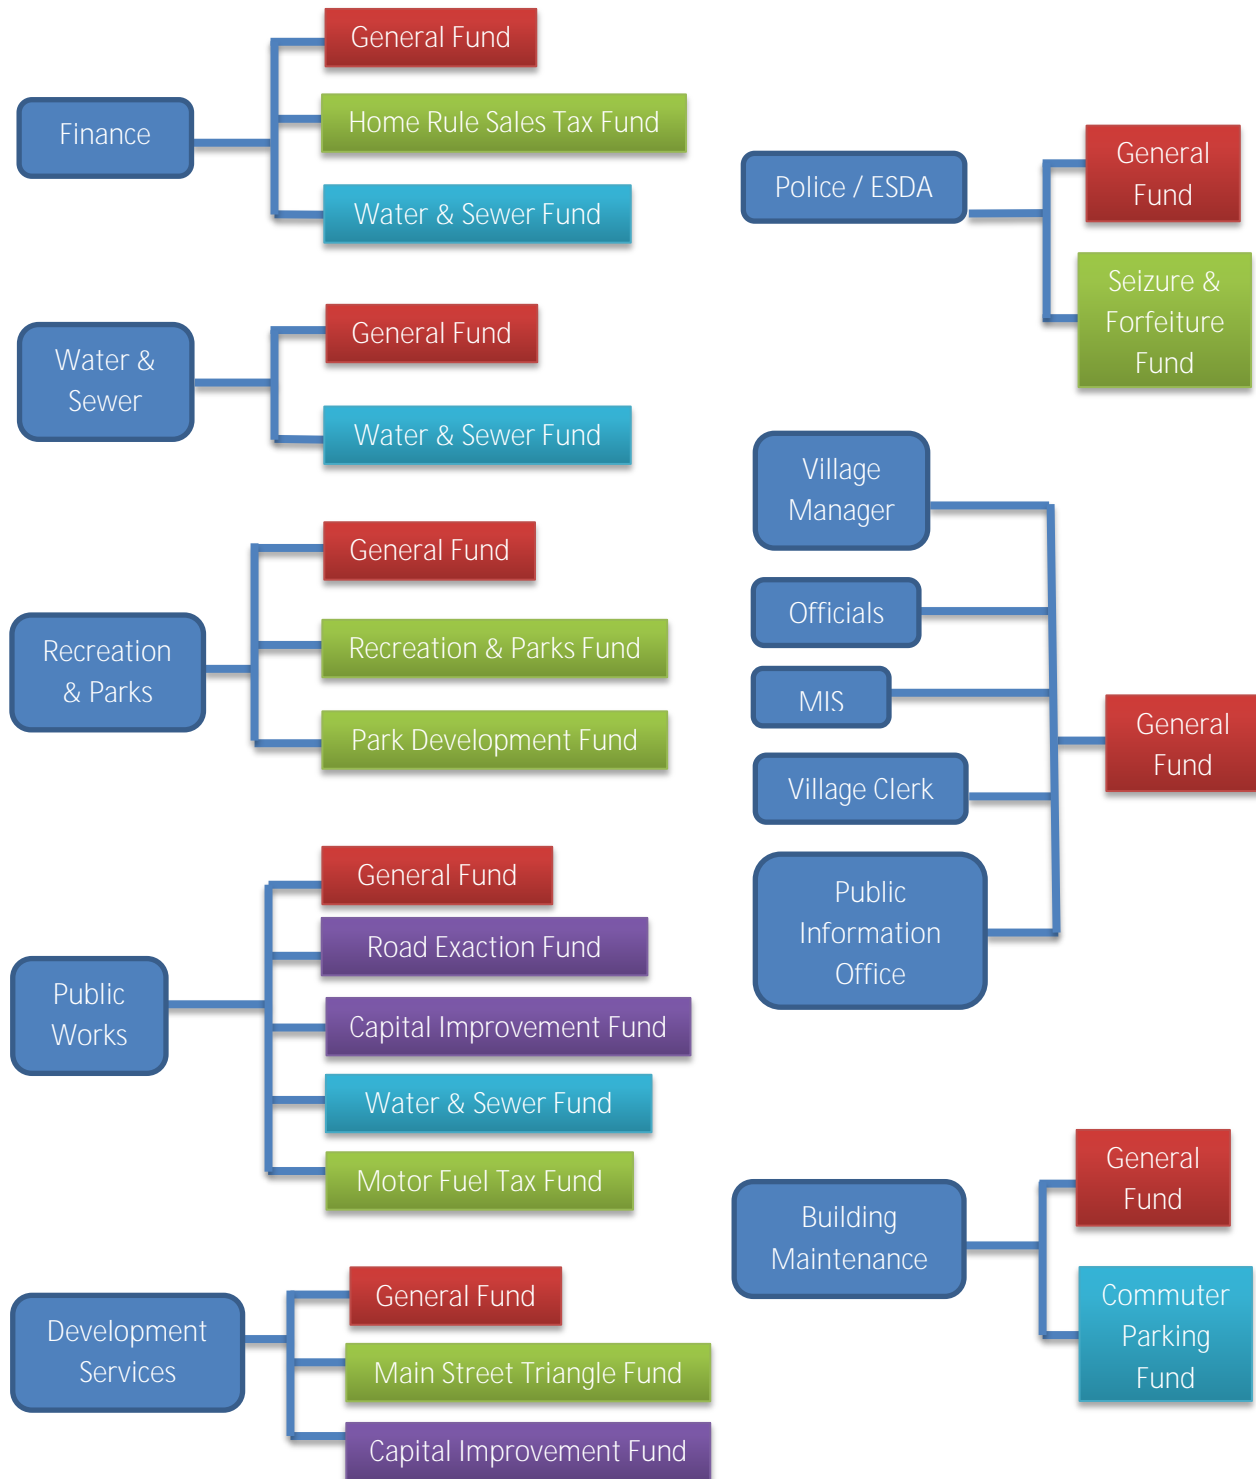 Finance
General Fund
Home Rule Sales Tax Fund
Water & Sewer Fund
Water &
Sewer
General Fund
Water & Sewer Fund
Recreation
& Parks
General Fund
Recreation & Parks Fund
Park Development Fund
Public
Works
General Fund
Road Exaction Fund
Capital Improvement Fund
Water & Sewer Fund
Motor Fuel Tax Fund
Development
Services
General Fund
Main Street Triangle Fund
Capital Improvement Fund
Police / ESDA
General
Fund
Seizure &
Forfeiture
Fund
Village
Manager
Officials
MIS
Village Clerk
Public
Information
Office
General
Fund
Building
Maintenance
General
Fund
Commuter
Parking
Fund